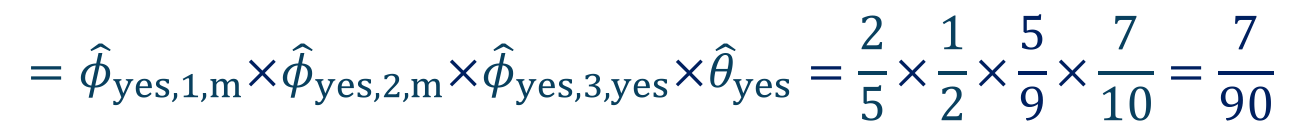 = ϕ̂_yes,1,m × ϕ̂_yes,2,m × ϕ̂_yes,3,yes × θ̂_yes = 2/5 × 1/2 × 5/9 × 7/10 = 7/90